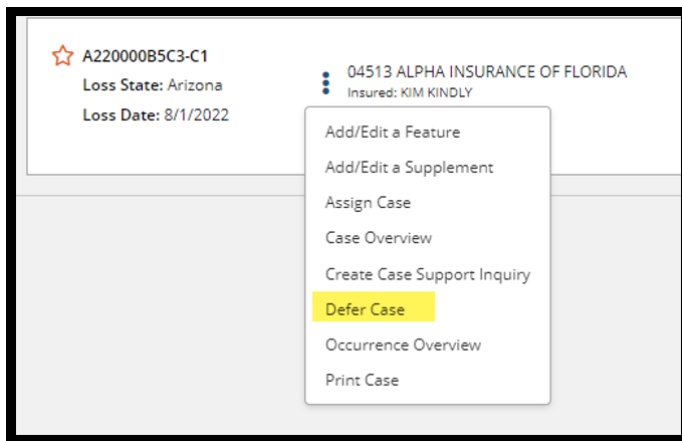 A220000B5C3-C1
Loss State: Arizona
Loss Date: 8/1/2022
04513 ALPHA INSURANCE OF FLORIDA
Insured: KIM KINDLY
Add/Edit a Feature
Add/Edit a Supplement
Assign Case
Case Overview
Create Case Support Inquiry
Defer Case
Occurrence Overview
Print Case